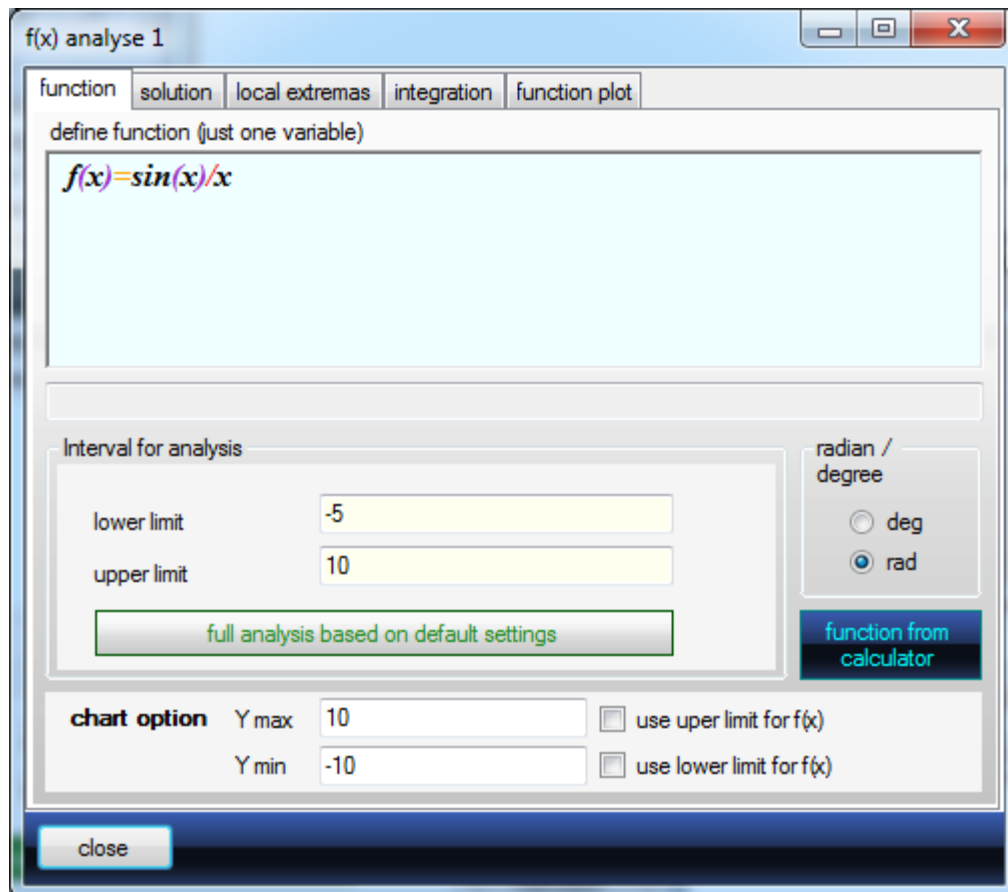 f(x) analyse 1
function solution local extremas integration function plot
define function (just one variable)
f(x)=sin(x)/x
Interval for analysis
radian /
degree
lower limit -5
deg
upper limit 10
rad
full analysis based on default settings
function from
calculator
chart option Y max 10 use uper limit for f(x)
Y min -10 use lower limit for f(x)
close